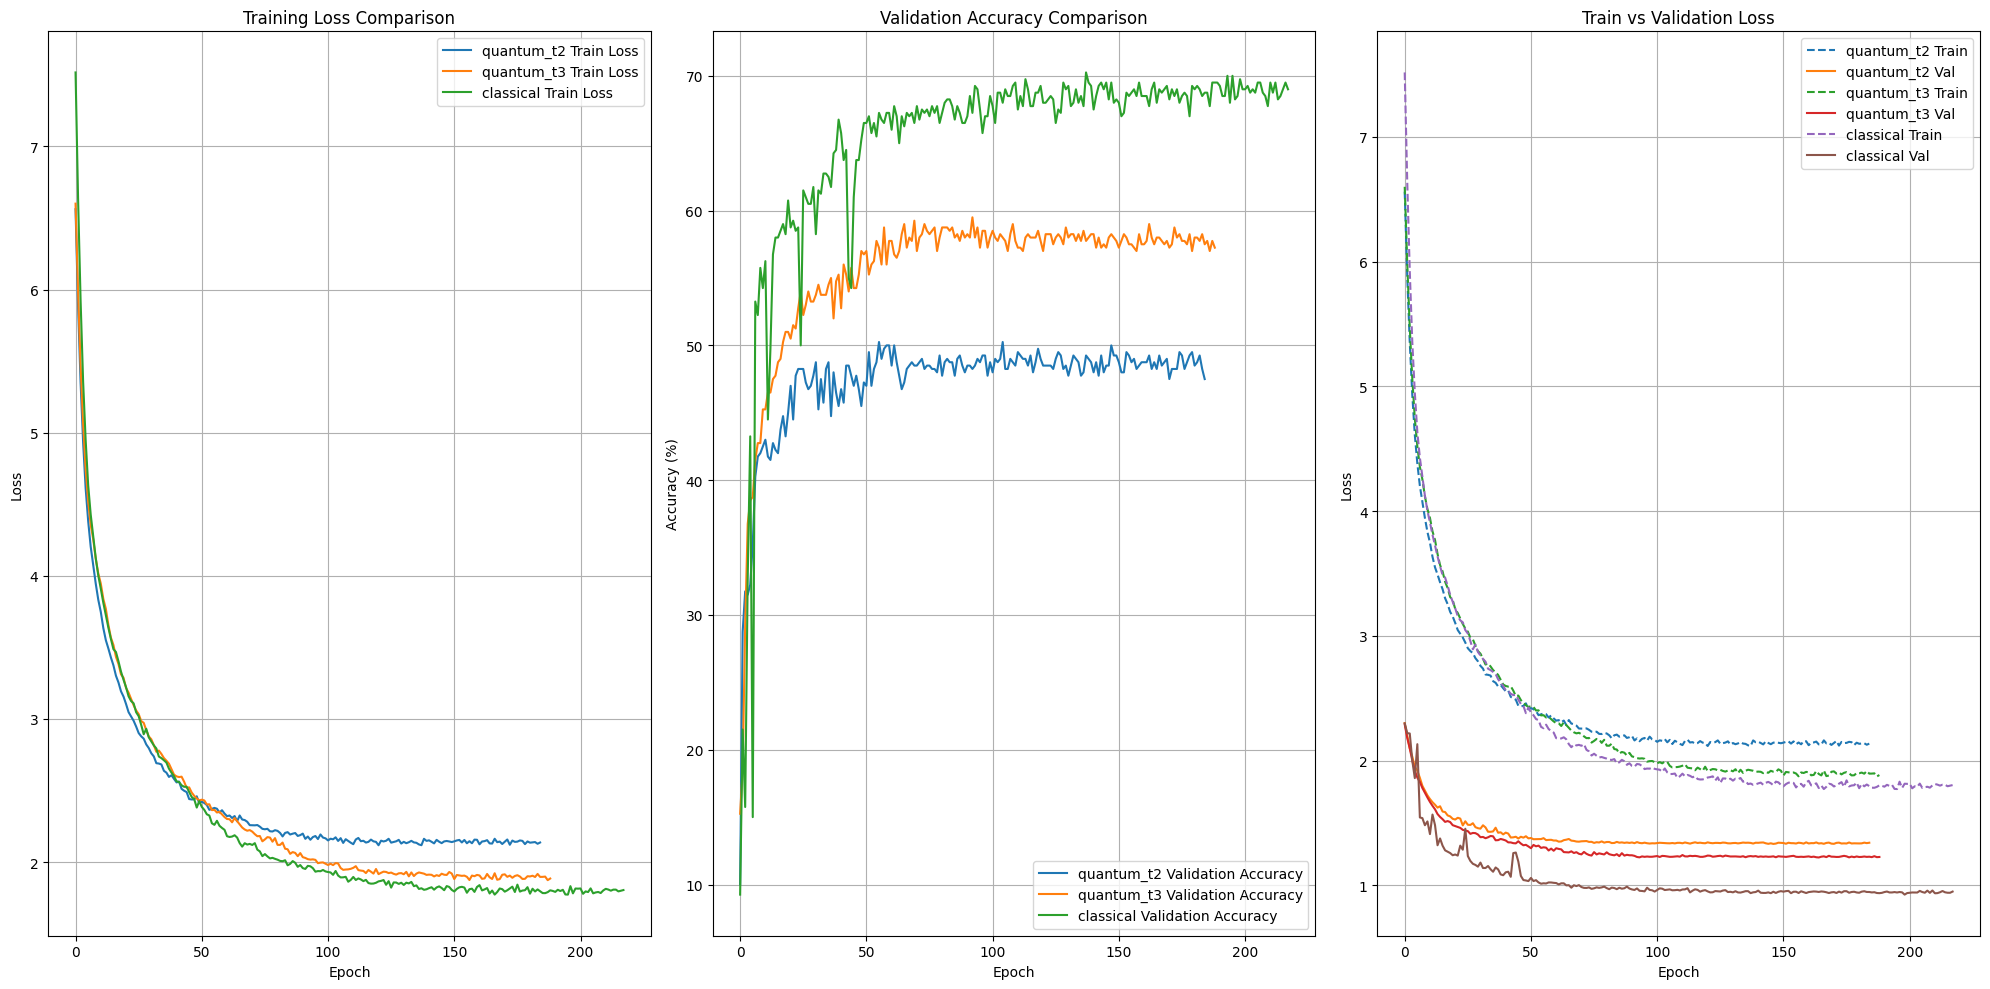 Training Loss Comparison
quantum_t2 Train Loss
quantum_t3 Train Loss
classical Train Loss
7
6
5
4
3
2
Loss
0 50 100 150 200
Epoch
Validation Accuracy Comparison
70
60
50
40
30
20
10
Accuracy (%)
quantum_t2 Validation Accuracy
quantum_t3 Validation Accuracy
classical Validation Accuracy
0 50 100 150 200
Epoch
Train vs Validation Loss
quantum_t2 Train
quantum_t2 Val
quantum_t3 Train
quantum_t3 Val
classical Train
classical Val
7
6
5
4
3
2
1
Loss
0 50 100 150 200
Epoch